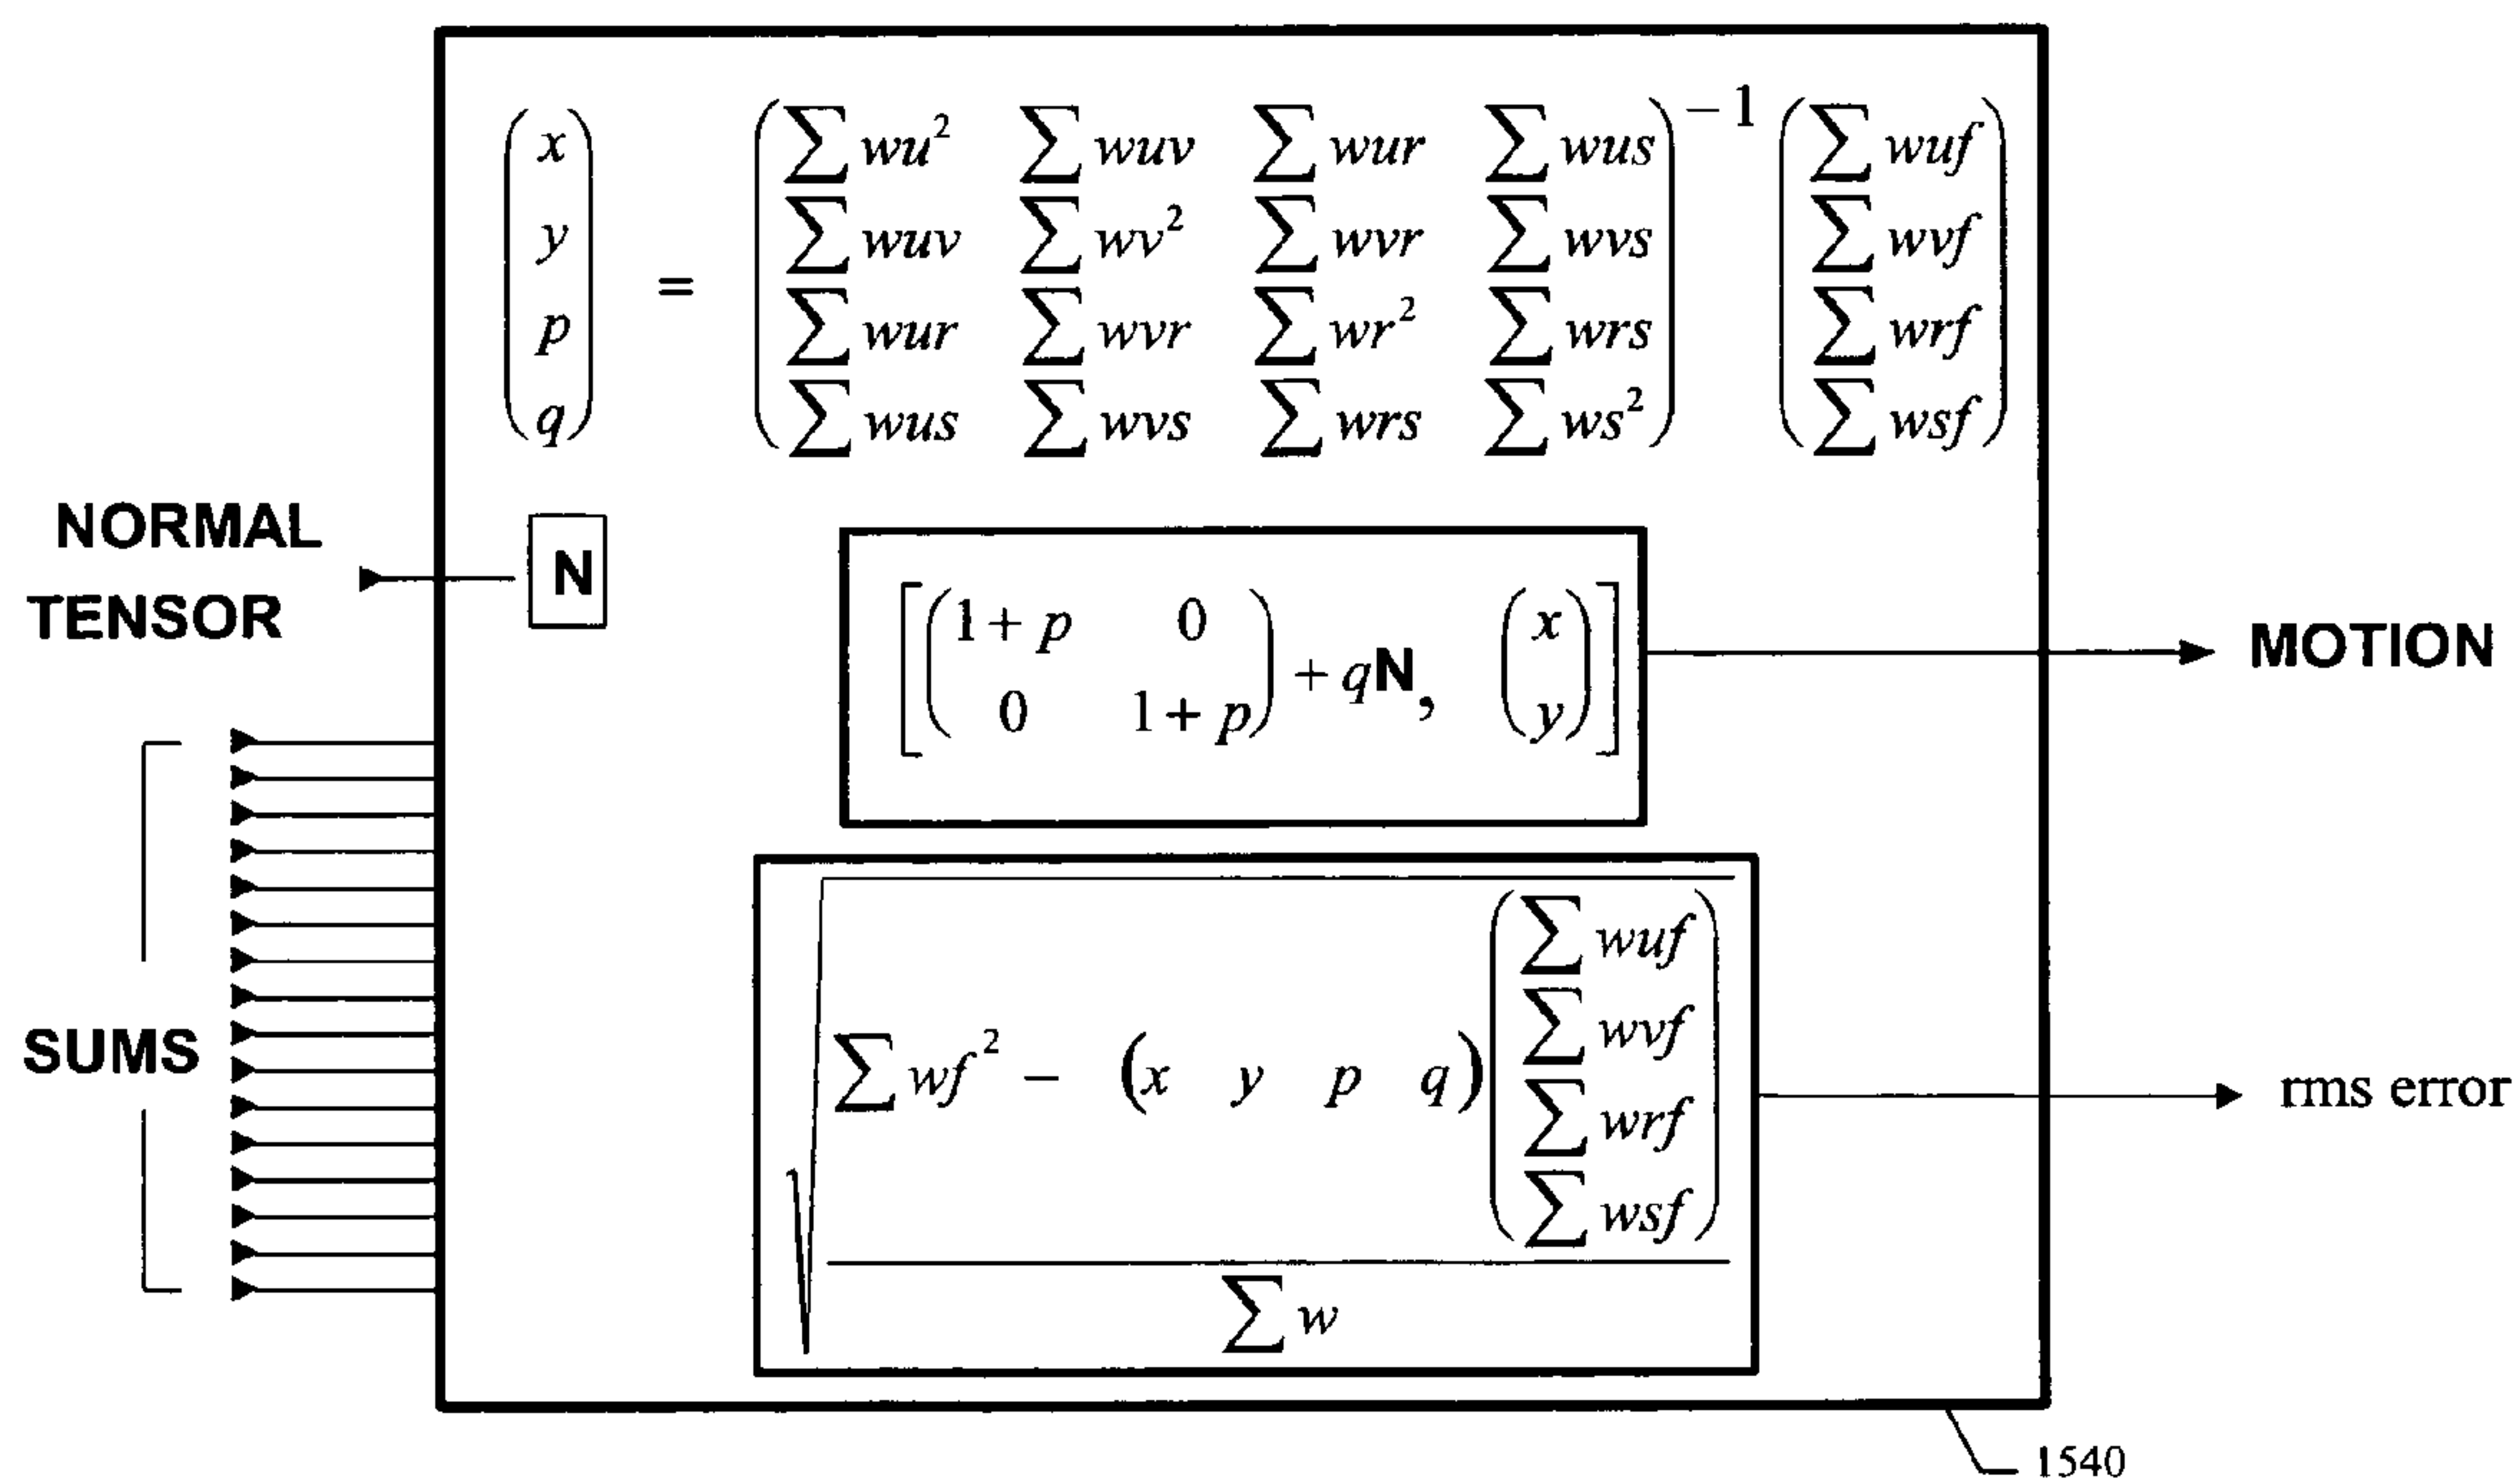 ( x ) = ( ∑ wu² ∑ wuv ∑ wur ∑ wus )⁻¹ ( ∑ wuf )
( y ) ( ∑ wuv ∑ wv² ∑ wvr ∑ wvs ) ( ∑ wvf )
( p ) ( ∑ wur ∑ wvr ∑ wr² ∑ wrs ) ( ∑ wrf )
( q ) ( ∑ wus ∑ wvs ∑ wrs ∑ ws² ) ( ∑ wsf )
NORMAL
TENSOR
N
[ ( 1 + p 0 ) + qN, ( x ) ]
[ ( 0 1 + p ) ( y ) ]
MOTION
SUMS
√
∑ wuf
∑ wvf
∑ wf² − (x y p q)
∑ wrf
∑ wsf
∑ w
rms error
1540